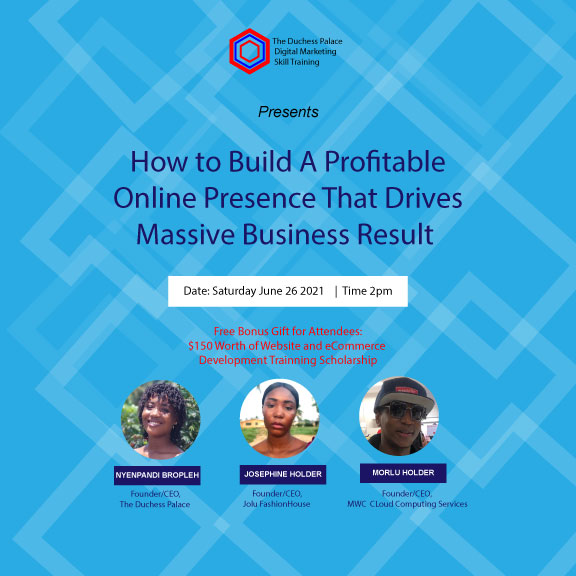 The Duchess Palace
Digital Marketing
Skill Training
Presents
How to Build A Profitable
Online Presence That Drives
Massive Business Result
Date: Saturday June 26 2021 | Time 2pm
Free Bonus Gift for Attendees:
$150 Worth of Website and eCommerce
Development Trainning Scholarship
NYENPANDI BROPLEH
Founder/CEO,
The Duchess Palace
JOSEPHINE HOLDER
Founder/CEO,
Jolu FashionHouse
MORLU HOLDER
Founder/CEO,
MWC CLoud Computing Services